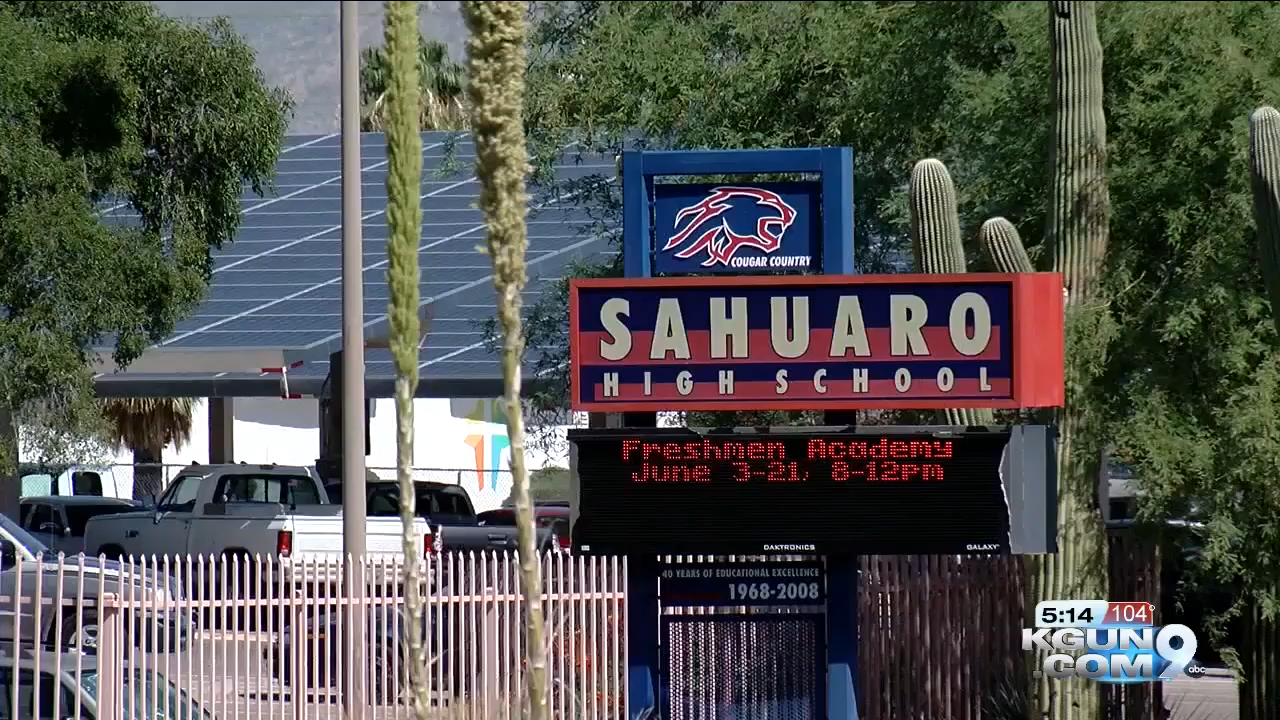 COUGAR COUNTRY
SAHUARO
HIGH SCHOOL
Freshmen Academy
June 3-21, 8-12pm
DAKTRONICS
GALAXY
40 YEARS OF EDUCATIONAL EXCELLENCE
1968-2008
5:14 104°
KGUN9
.COM abc